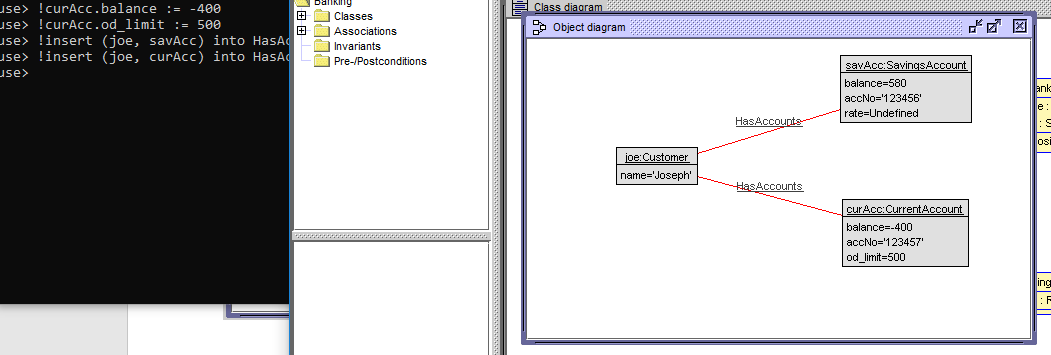 use> !curAcc.balance := -400
use> !curAcc.od_limit := 500
use> !insert (joe, savAcc) into HasAc
use> !insert (joe, curAcc) into HasAc
use>
Banking
Classes
Associations
Invariants
Pre-/Postconditions
Class diagram
Object diagram
savAcc:SavingsAccount
balance=580
accNo='123456'
rate=Undefined
HasAccounts
joe:Customer
name='Joseph'
HasAccounts
curAcc:CurrentAccount
balance=-400
accNo='123457'
od_limit=500